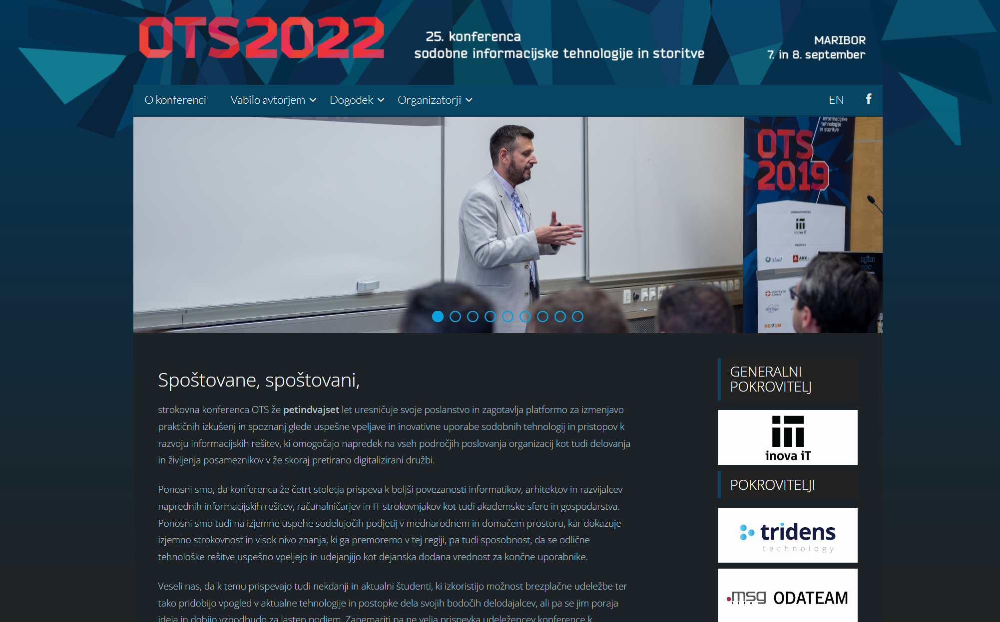 OTS2022
25. konferenca
sodobne informacijske tehnologije in storitve
MARIBOR
7. in 8. september
O konferenci
Vabilo avtorjem
Dogodek
Organizatorji
EN
informacijske
tehnologije
in storitve
OTS
2019
inova IT
Alcad
ARK
FERI
NOVUM
Spoštovane, spoštovani,
strokovna konferenca OTS že petindvajset let uresničuje svoje poslanstvo in zagotavlja platformo za izmenjavo
praktičnih izkušenj in spoznanj glede uspešne vpeljave in inovativne uporabe sodobnih tehnologij in pristopov k
razvoju informacijskih rešitev, ki omogočajo napredek na vseh področjih poslovanja organizacij kot tudi delovanja
in življenja posameznikov v že skoraj pretirano digitalizirani družbi.
Ponosni smo, da konferenca že četrt stoletja prispeva k boljši povezanosti informatikov, arhitektov in razvijalcev
naprednih informacijskih rešitev, računalničarjev in IT strokovnjakov kot tudi akademske sfere in gospodarstva.
Ponosni smo tudi na izjemne uspehe sodelujočih podjetij v mednarodnem in domačem prostoru, kar dokazuje
izjemno strokovnost in visok nivo znanja, ki ga premoremo v tej regiji, pa tudi sposobnost, da se odlične
tehnološke rešitve uspešno vpeljejo in udejanjijo kot dejanska dodana vrednost za končne uporabnike.
Veseli nas, da k temu prispevajo tudi nekdanji in aktualni študenti, ki izkoristijo možnost brezplačne udeležbe ter
tako pridobijo vpogled v aktualne tehnologije in postopke dela svojih bodočih delodajalcev, ali pa se jim poraja
ideja in dobijo vzpodbudo za lasten podjem. Zanemariti pa ne velja prispevka udeležencev konference k
GENERALNI
POKROVITELJ
inova iT
POKROVITELJI
tridens
technology
.msg ODATEAM